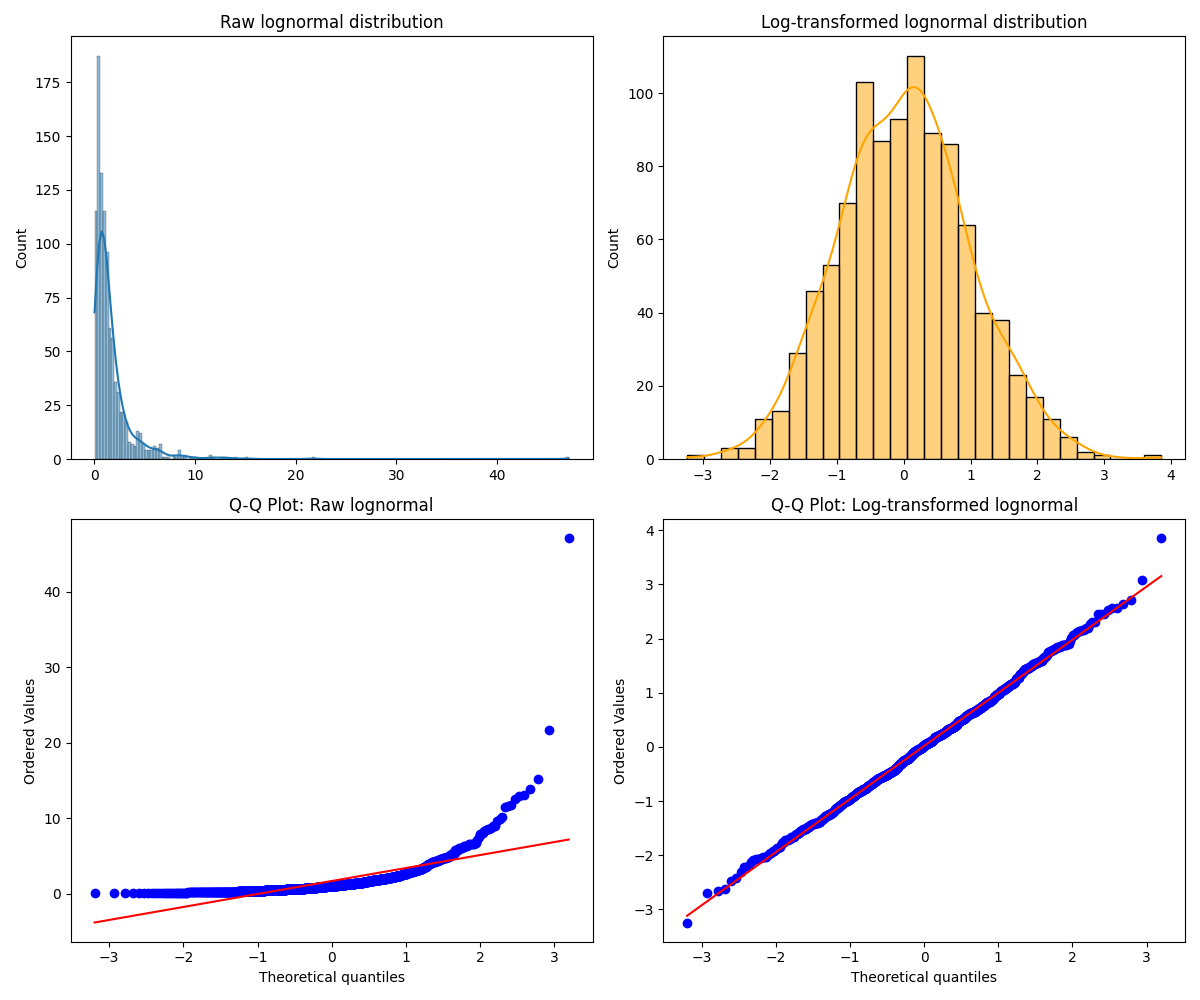 Raw lognormal distribution
Count
175
150
125
100
75
50
25
0
0 10 20 30 40
Log-transformed lognormal distribution
Count
100
80
60
40
20
0
−3 −2 −1 0 1 2 3 4
Q-Q Plot: Raw lognormal
Ordered Values
40
30
20
10
0
−3 −2 −1 0 1 2 3
Theoretical quantiles
Q-Q Plot: Log-transformed lognormal
Ordered Values
4
3
2
1
0
−1
−2
−3
−3 −2 −1 0 1 2 3
Theoretical quantiles